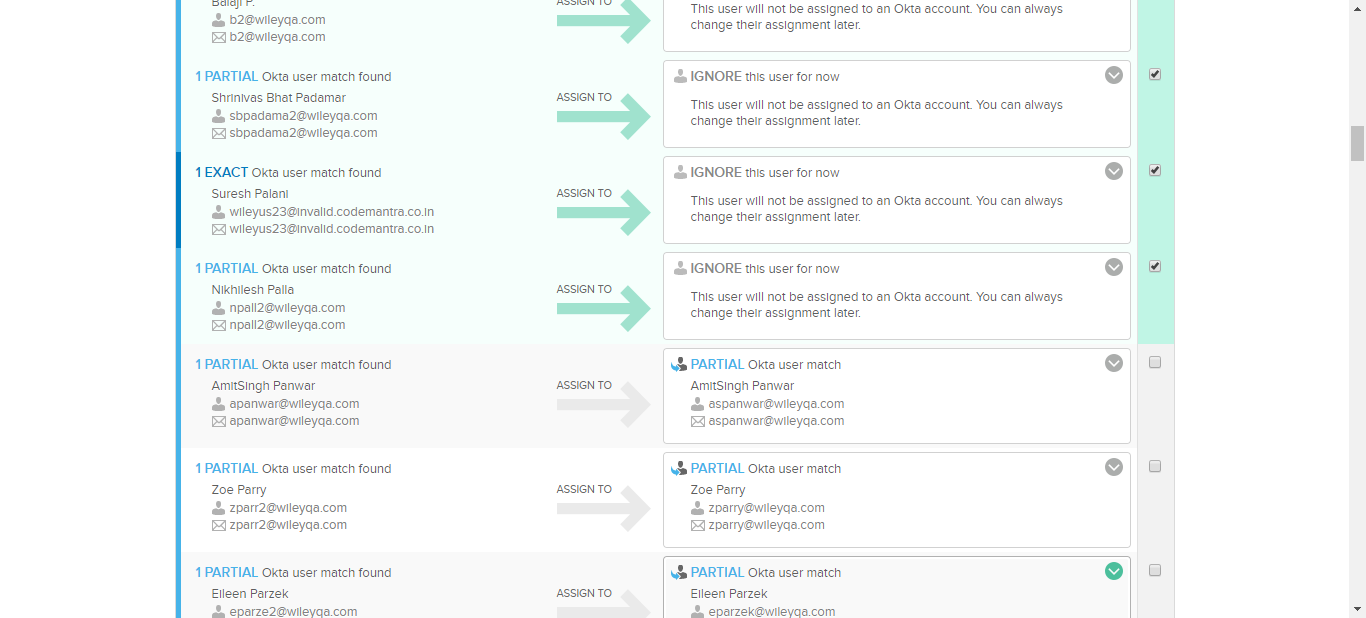 Balaji P.
b2@wileyqa.com
b2@wileyqa.com
ASSIGN TO
This user will not be assigned to an Okta account. You can always
change their assignment later.
1 PARTIAL Okta user match found
Shrinivas Bhat Padamar
sbpadama2@wileyqa.com
sbpadama2@wileyqa.com
ASSIGN TO
IGNORE this user for now
This user will not be assigned to an Okta account. You can always
change their assignment later.
1 EXACT Okta user match found
Suresh Palani
wileyus23@invalid.codemantra.co.in
wileyus23@invalid.codemantra.co.in
ASSIGN TO
IGNORE this user for now
This user will not be assigned to an Okta account. You can always
change their assignment later.
1 PARTIAL Okta user match found
Nikhilesh Palla
npall2@wileyqa.com
npall2@wileyqa.com
ASSIGN TO
IGNORE this user for now
This user will not be assigned to an Okta account. You can always
change their assignment later.
1 PARTIAL Okta user match found
AmitSingh Panwar
apanwar@wileyqa.com
apanwar@wileyqa.com
ASSIGN TO
PARTIAL Okta user match
AmitSingh Panwar
aspanwar@wileyqa.com
aspanwar@wileyqa.com
1 PARTIAL Okta user match found
Zoe Parry
zparr2@wileyqa.com
zparr2@wileyqa.com
ASSIGN TO
PARTIAL Okta user match
Zoe Parry
zparry@wileyqa.com
zparry@wileyqa.com
1 PARTIAL Okta user match found
Eileen Parzek
eparze2@wileyqa.com
ASSIGN TO
PARTIAL Okta user match
Eileen Parzek
eparzek@wileyqa.com